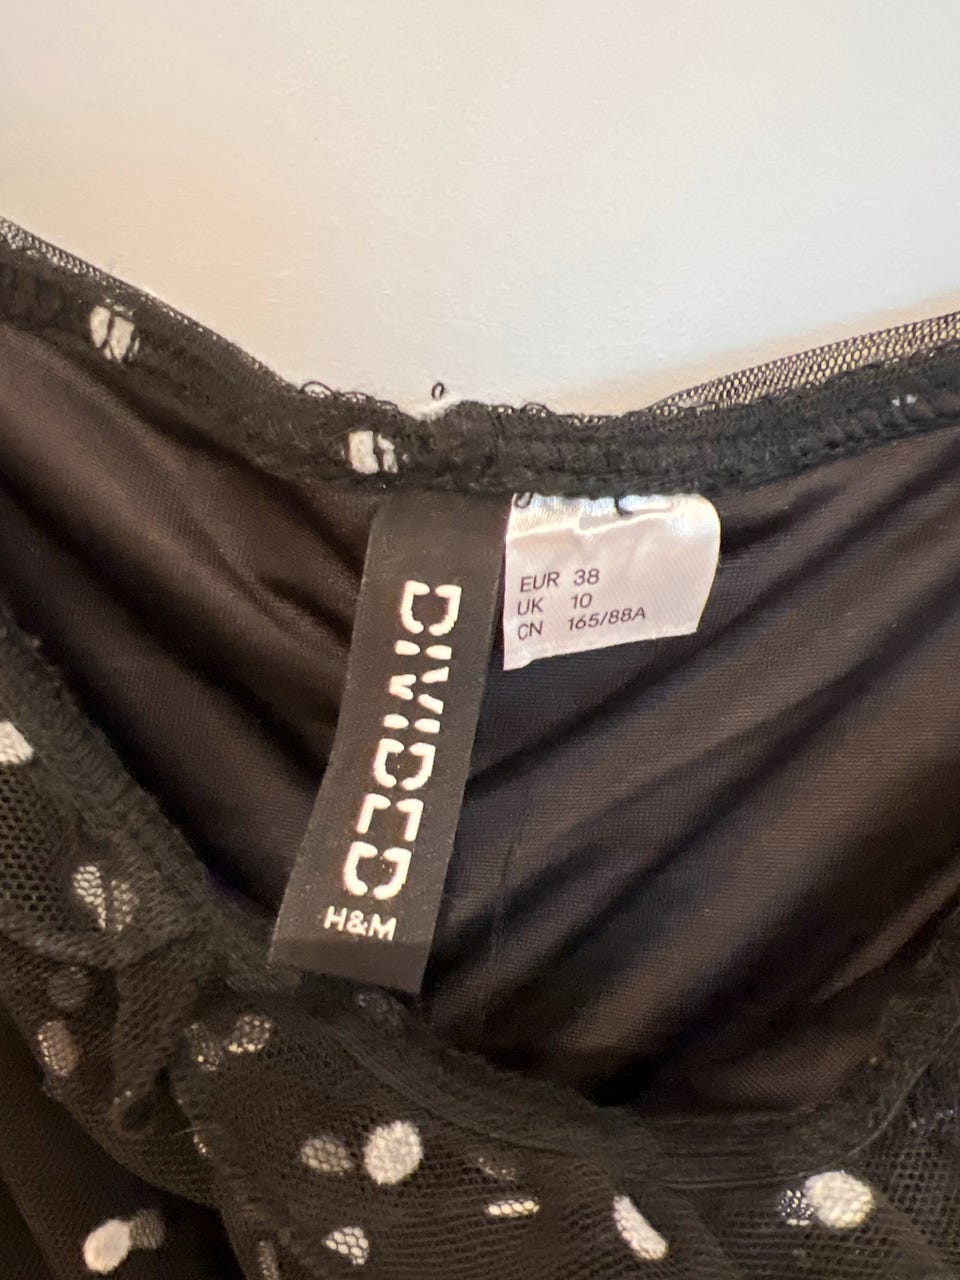 DIVIDED
H&M
EUR 38
UK 10
CN 165/88A